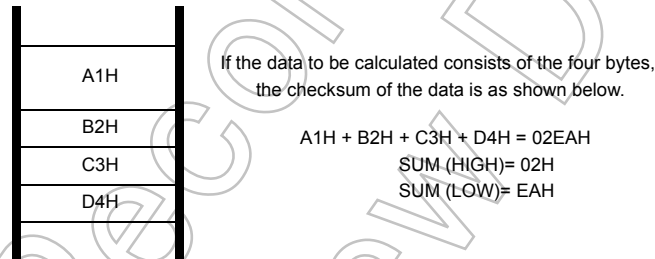 A1H
B2H
C3H
D4H
If the data to be calculated consists of the four bytes,
the checksum of the data is as shown below.
A1H + B2H + C3H + D4H = 02EAH
SUM (HIGH)= 02H
SUM (LOW)= EAH